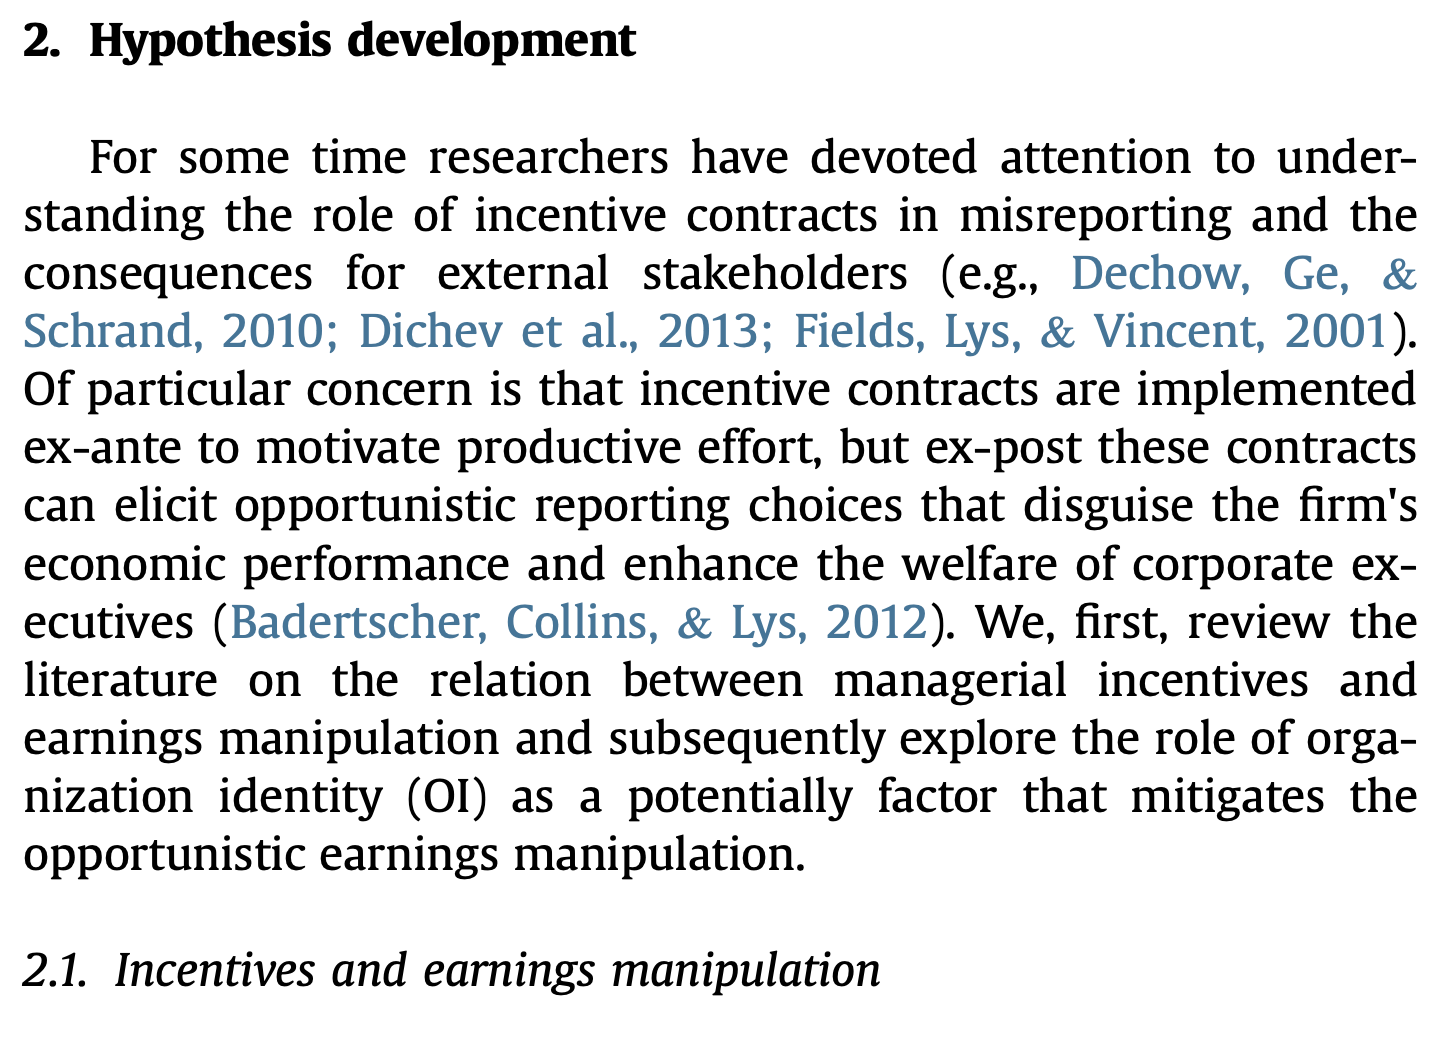 2. Hypothesis development
For some time researchers have devoted attention to under-
standing the role of incentive contracts in misreporting and the
consequences for external stakeholders (e.g., Dechow, Ge, &
Schrand, 2010; Dichev et al., 2013; Fields, Lys, & Vincent, 2001).
Of particular concern is that incentive contracts are implemented
ex-ante to motivate productive effort, but ex-post these contracts
can elicit opportunistic reporting choices that disguise the firm's
economic performance and enhance the welfare of corporate ex-
ecutives (Badertscher, Collins, & Lys, 2012). We, first, review the
literature on the relation between managerial incentives and
earnings manipulation and subsequently explore the role of orga-
nization identity (OI) as a potentially factor that mitigates the
opportunistic earnings manipulation.
2.1. Incentives and earnings manipulation